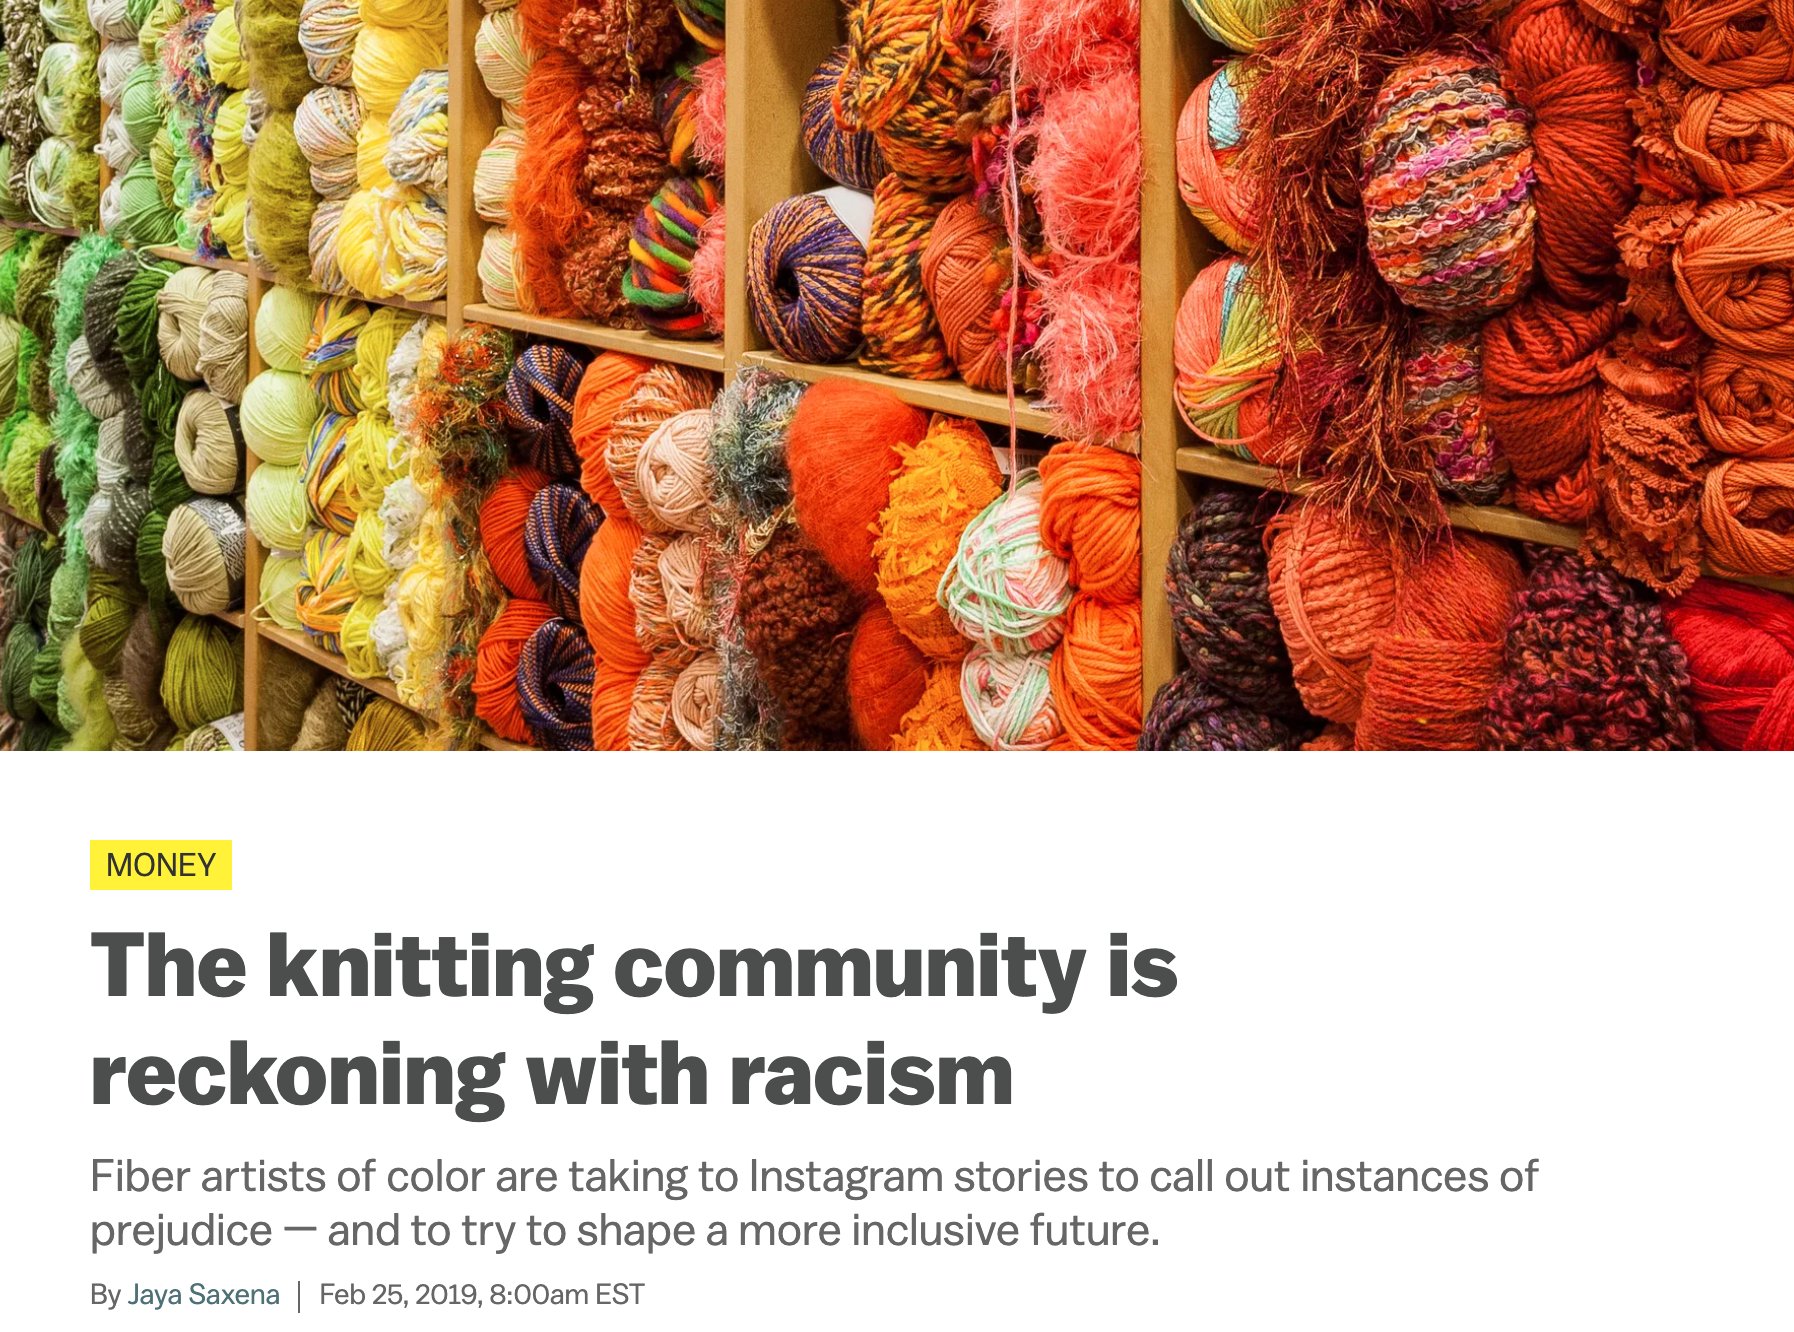 MONEY
The knitting community is
reckoning with racism
Fiber artists of color are taking to Instagram stories to call out instances of
prejudice — and to try to shape a more inclusive future.
By Jaya Saxena | Feb 25, 2019, 8:00am EST